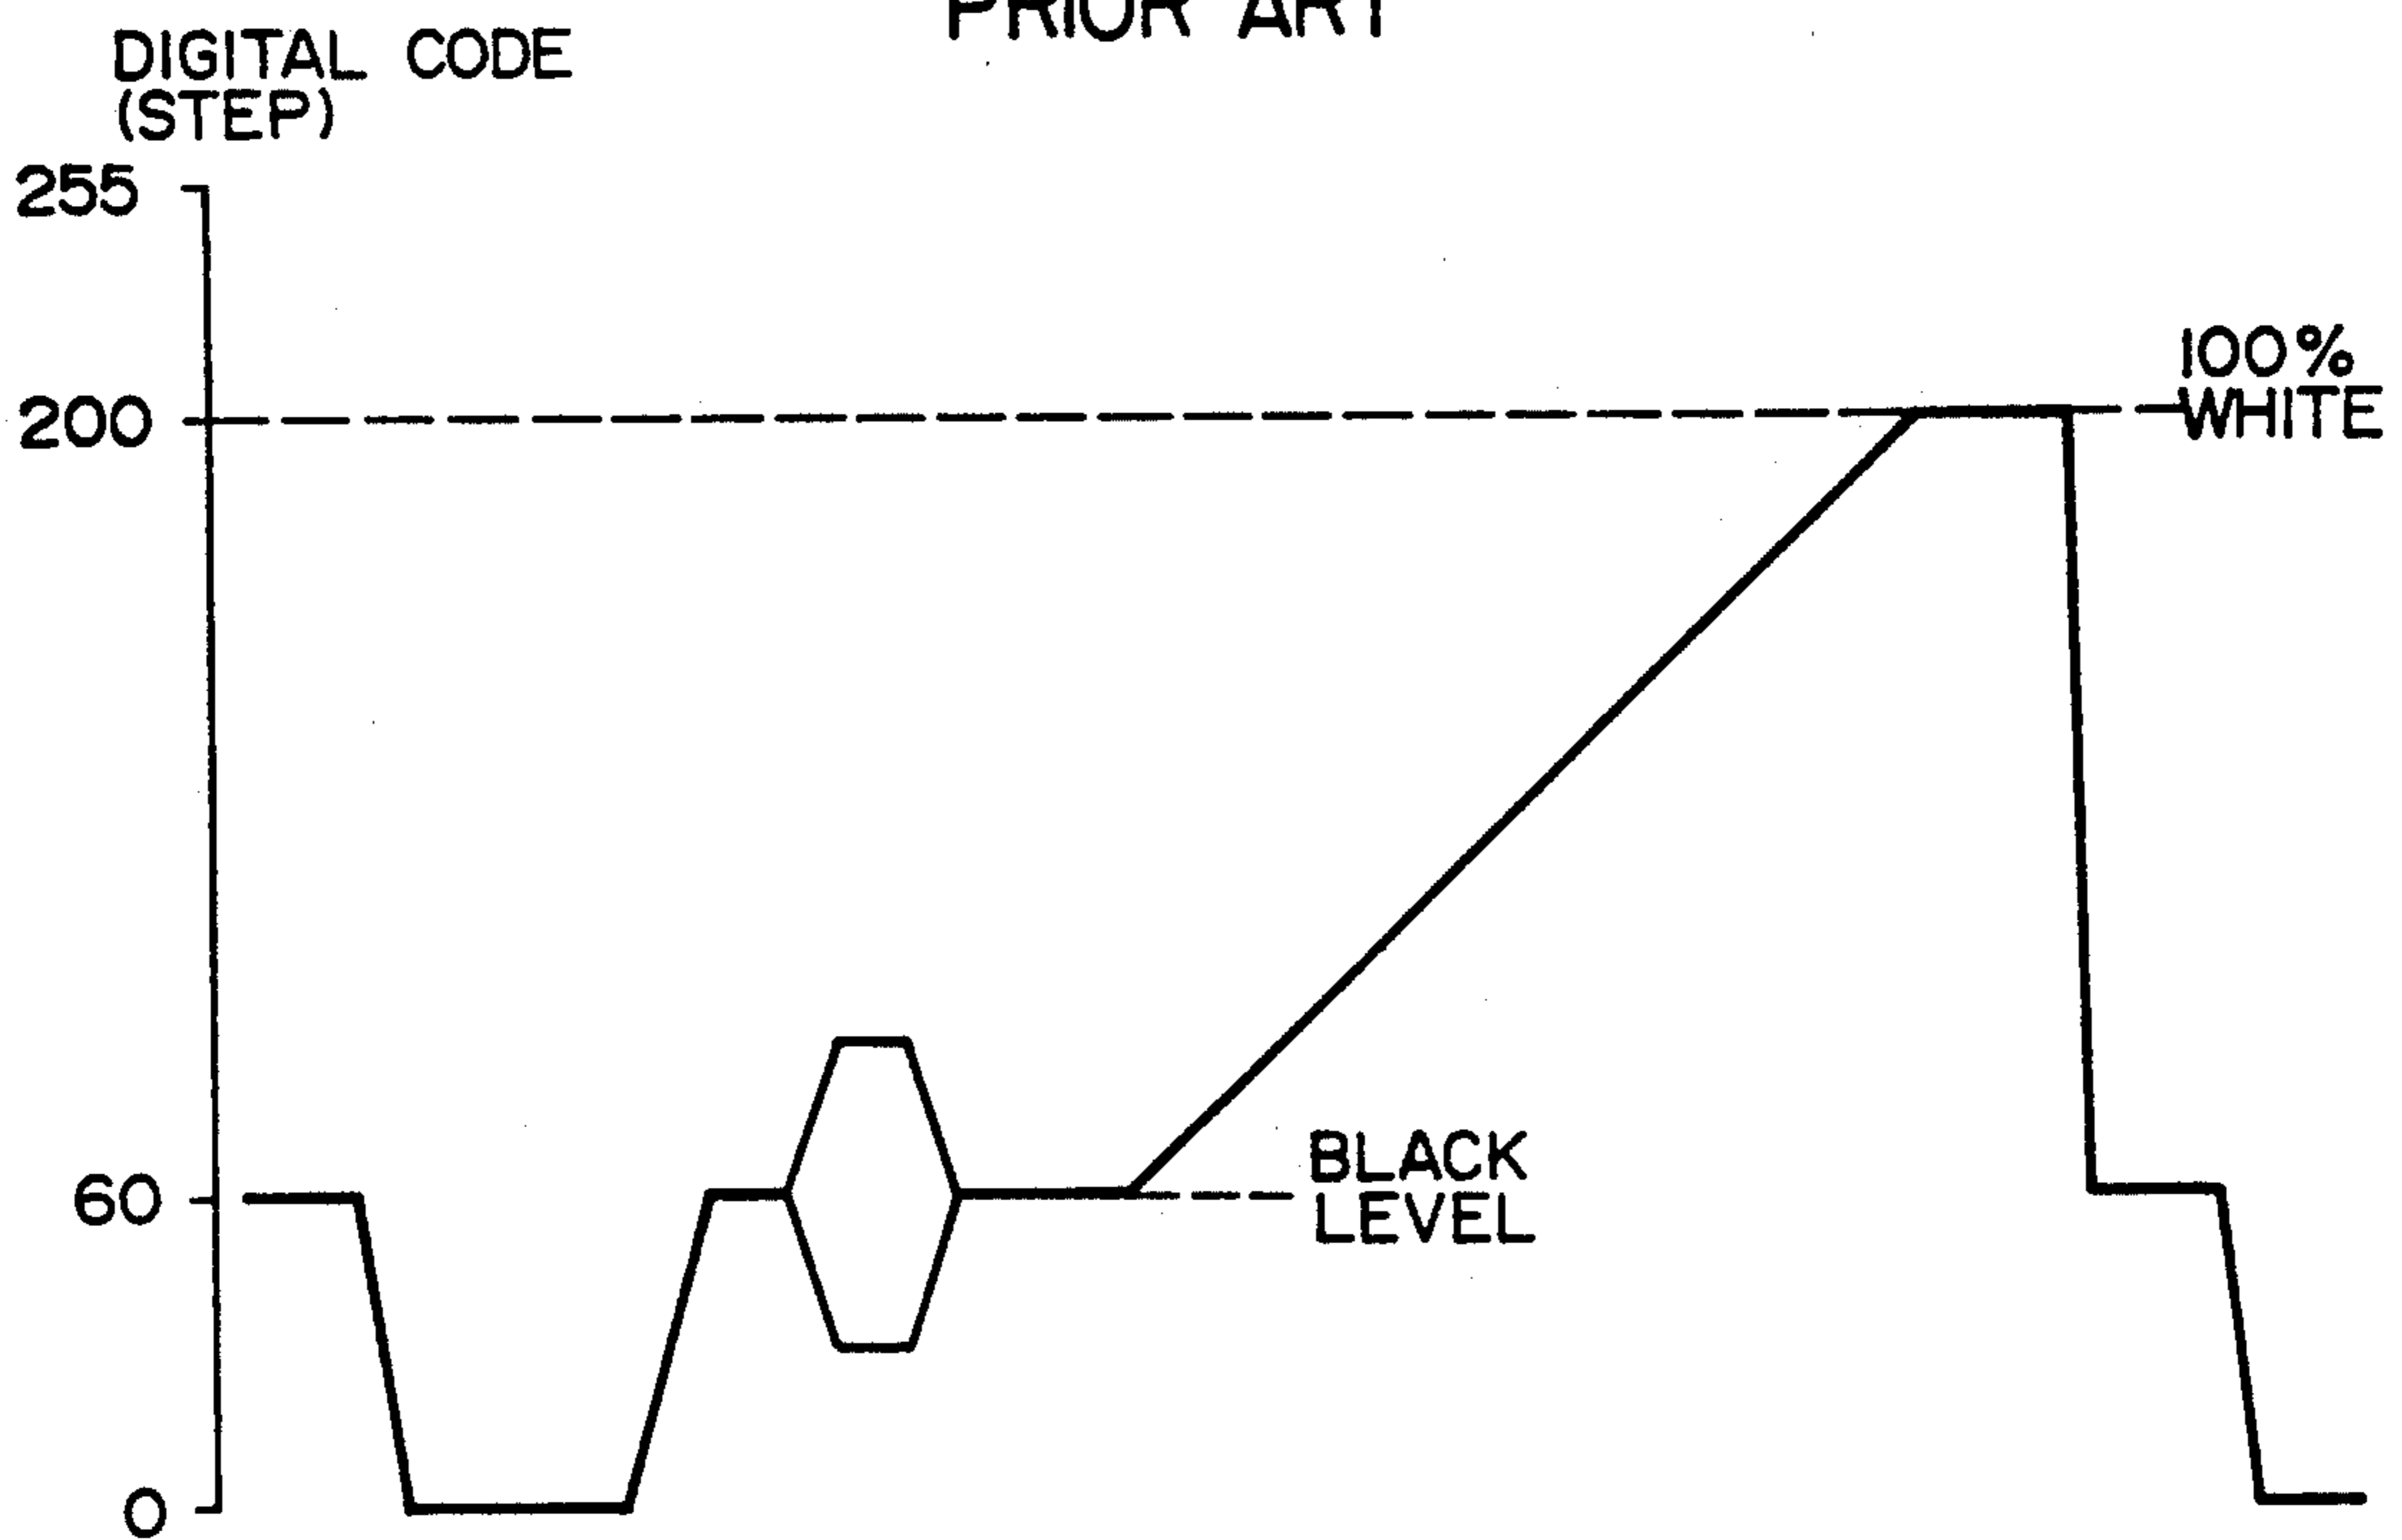 PRIOR ART
DIGITAL CODE
(STEP)
255
100%
200
WHITE
BLACK
60
LEVEL
0